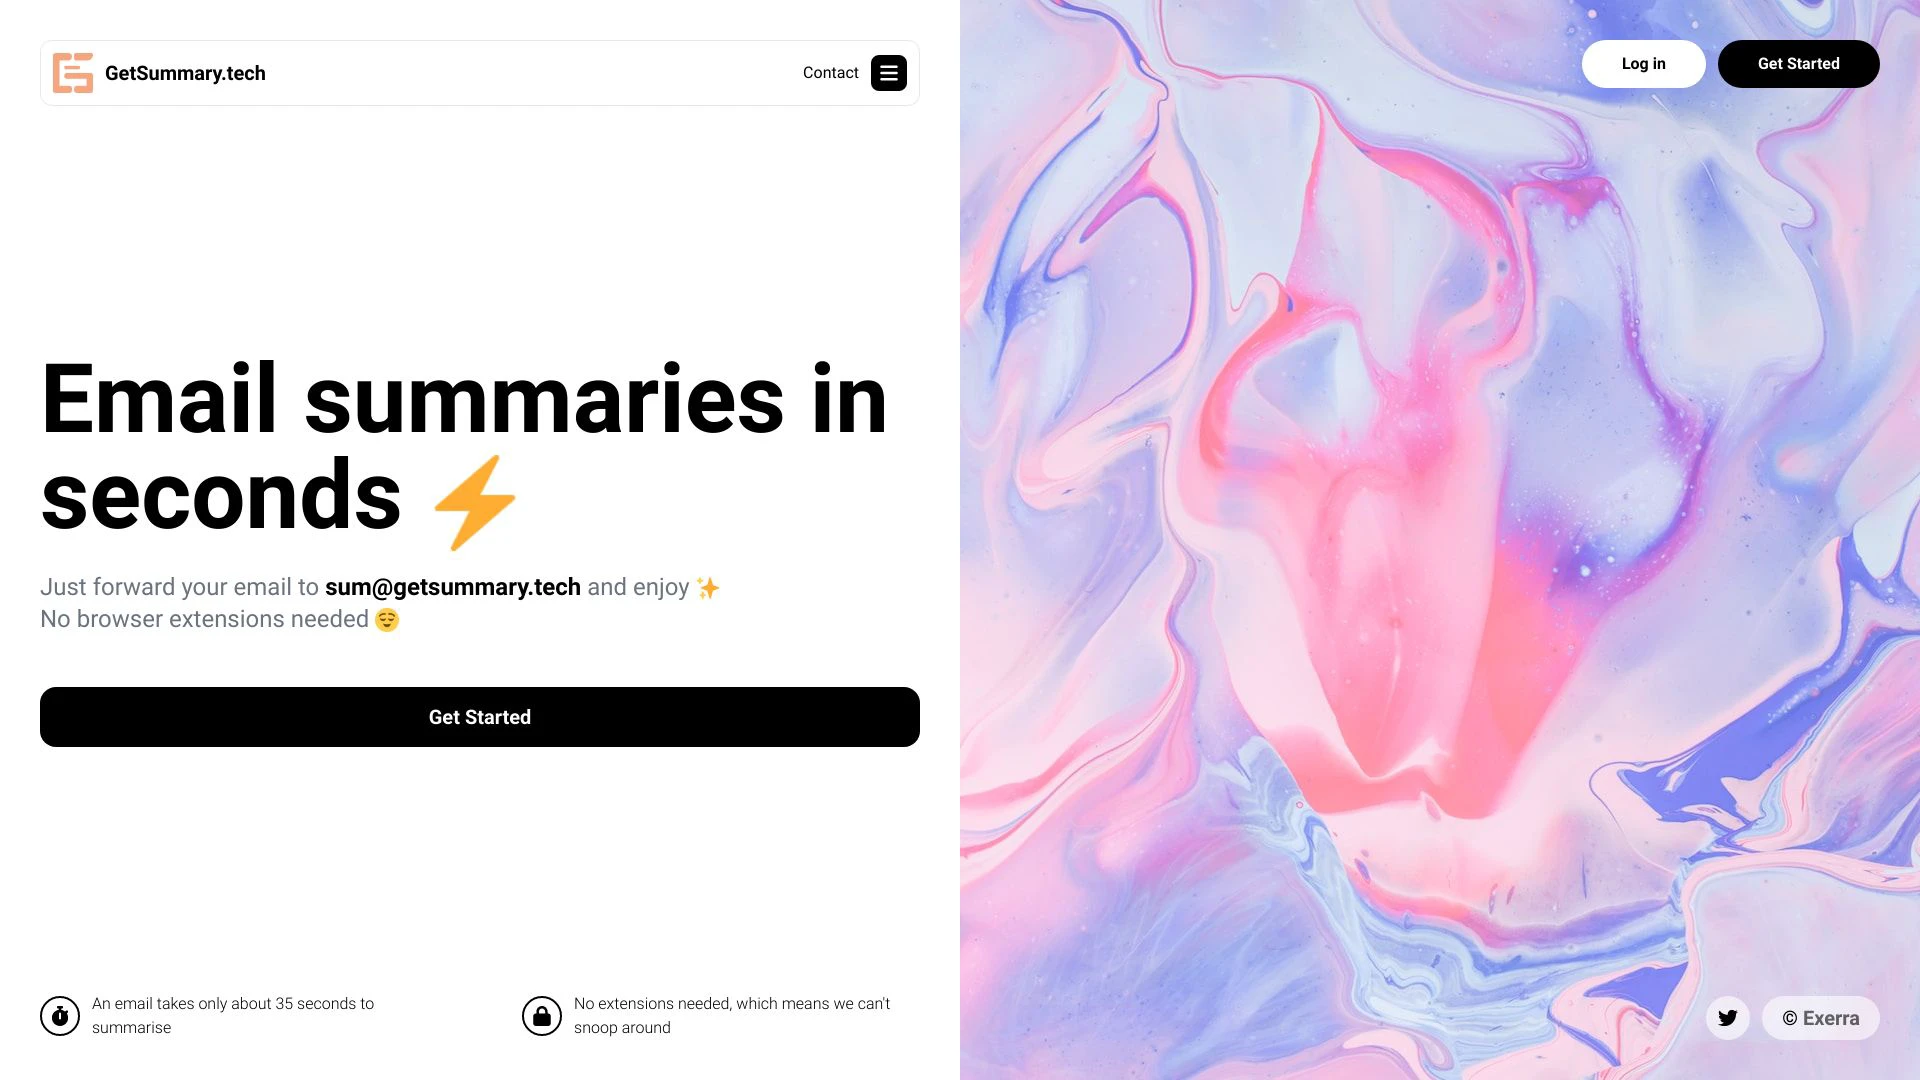 GetSummary.tech
Contact
Log in
Get Started
Email summaries in
seconds ⚡
Just forward your email to sum@getsummary.tech and enjoy ✨
No browser extensions needed 😌
Get Started
An email takes only about 35 seconds to
summarise
No extensions needed, which means we can't
snoop around
© Exerra